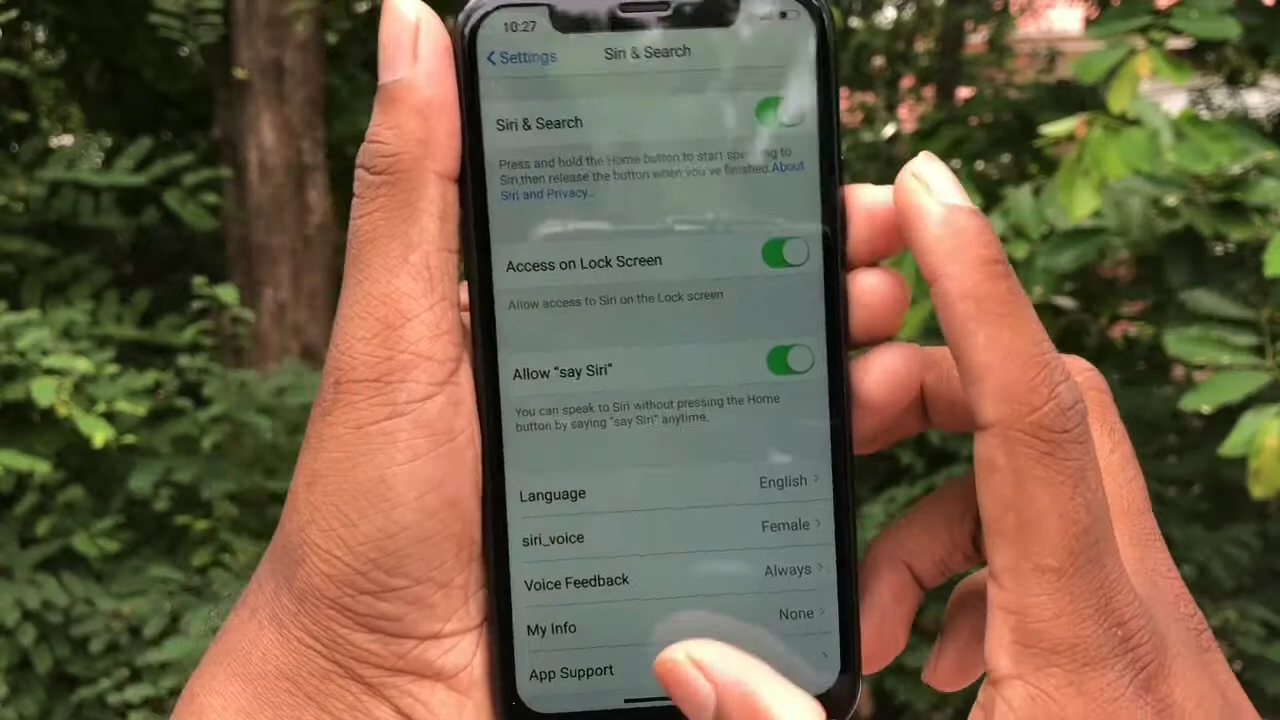 10:27
Settings
Siri & Search
Siri & Search
Press and hold the Home button to start to
Siri,then release the button when you've finished.About
Siri and Privacy...
Access on Lock Screen
Allow access to Siri on the Lock screen
Allow "say Siri"
You can speak to Siri without pressing the Home
button by saying "say Siri" anytime.
Language English
siri_voice Female
Voice Feedback Always
My Info None
App Support